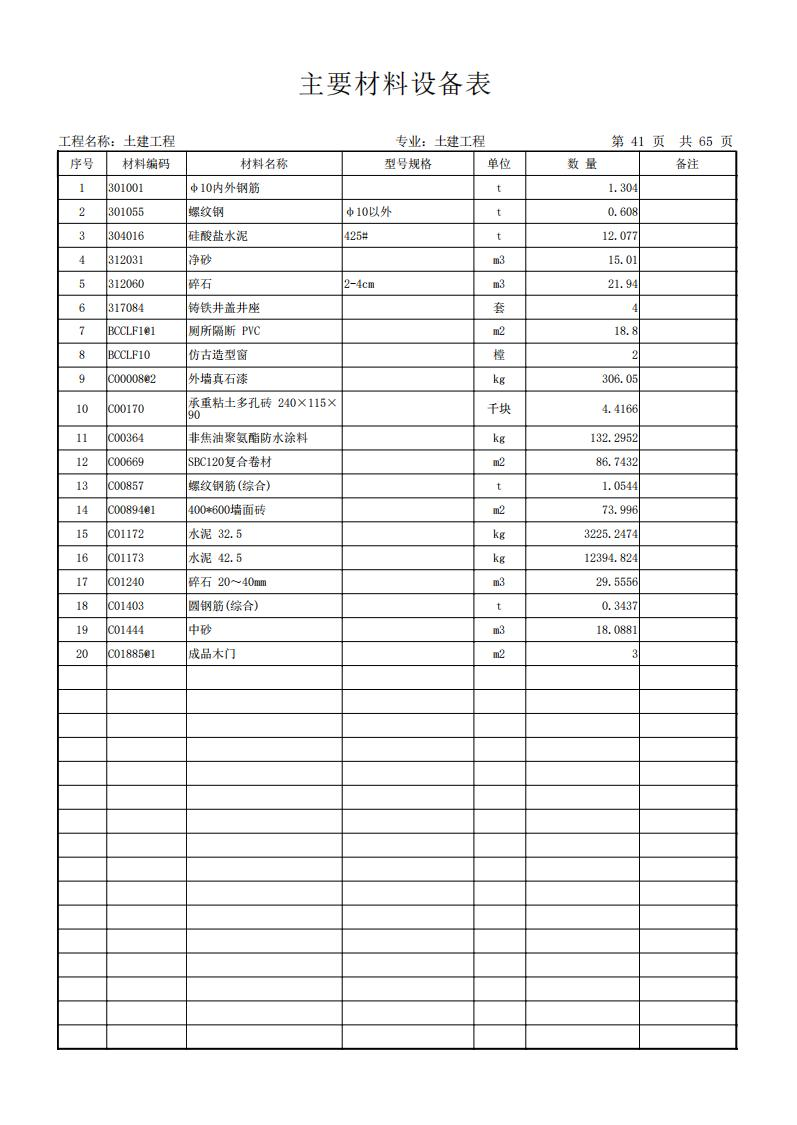 主要材料设备表
工程名称: 土建工程 专业: 土建工程 第 41 页 共 65 页
序号 材料编码 材料名称 型号规格 单位 数 量 备注
1 301001 φ10内外钢筋 t 1.304
2 301055 螺纹钢 φ10以外 t 0.608
3 304016 硅酸盐水泥 425# t 12.077
4 312031 净砂 m3 15.01
5 312060 碎石 2-4cm m3 21.94
6 317084 铸铁井盖井座 套 4
7 BCCLF1@1 厕所隔断 PVC m2 18.8
8 BCCLF10 仿古造型窗 樘 2
9 C00008@2 外墙真石漆 kg 306.05
10 C00170 承重粘土多孔砖 240×115× 千块 4.4166
90
11 C00364 非焦油聚氨酯防水涂料 kg 132.2952
12 C00669 SBC120复合卷材 m2 86.7432
13 C00857 螺纹钢筋(综合) t 1.0544
14 C00894@1 400*600墙面砖 m2 73.996
15 C01172 水泥 32.5 kg 3225.2474
16 C01173 水泥 42.5 kg 12394.824
17 C01240 碎石 20～40mm m3 29.5556
18 C01403 圆钢筋(综合) t 0.3437
19 C01444 中砂 m3 18.0881
20 C01885@1 成品木门 m2 3